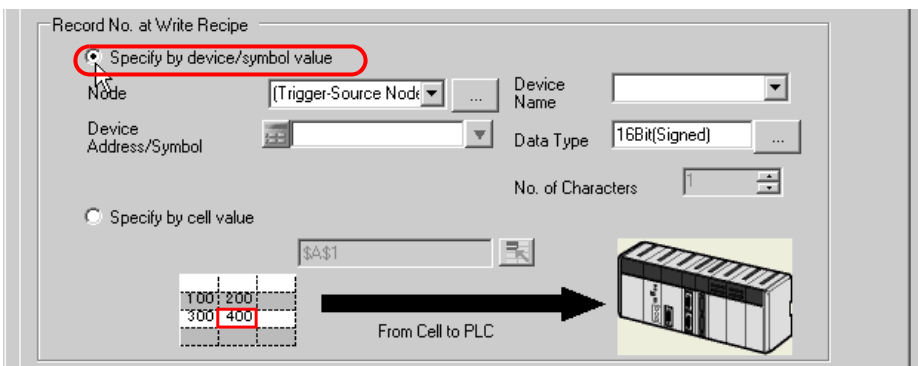 Record No. at Write Recipe
Specify by device/symbol value
Node
(Trigger-Source Node
...
Device
Name
Device
Address/Symbol
Data Type
16Bit(Signed)
...
No. of Characters
1
Specify by cell value
$A$1
100 200
300 400
From Cell to PLC